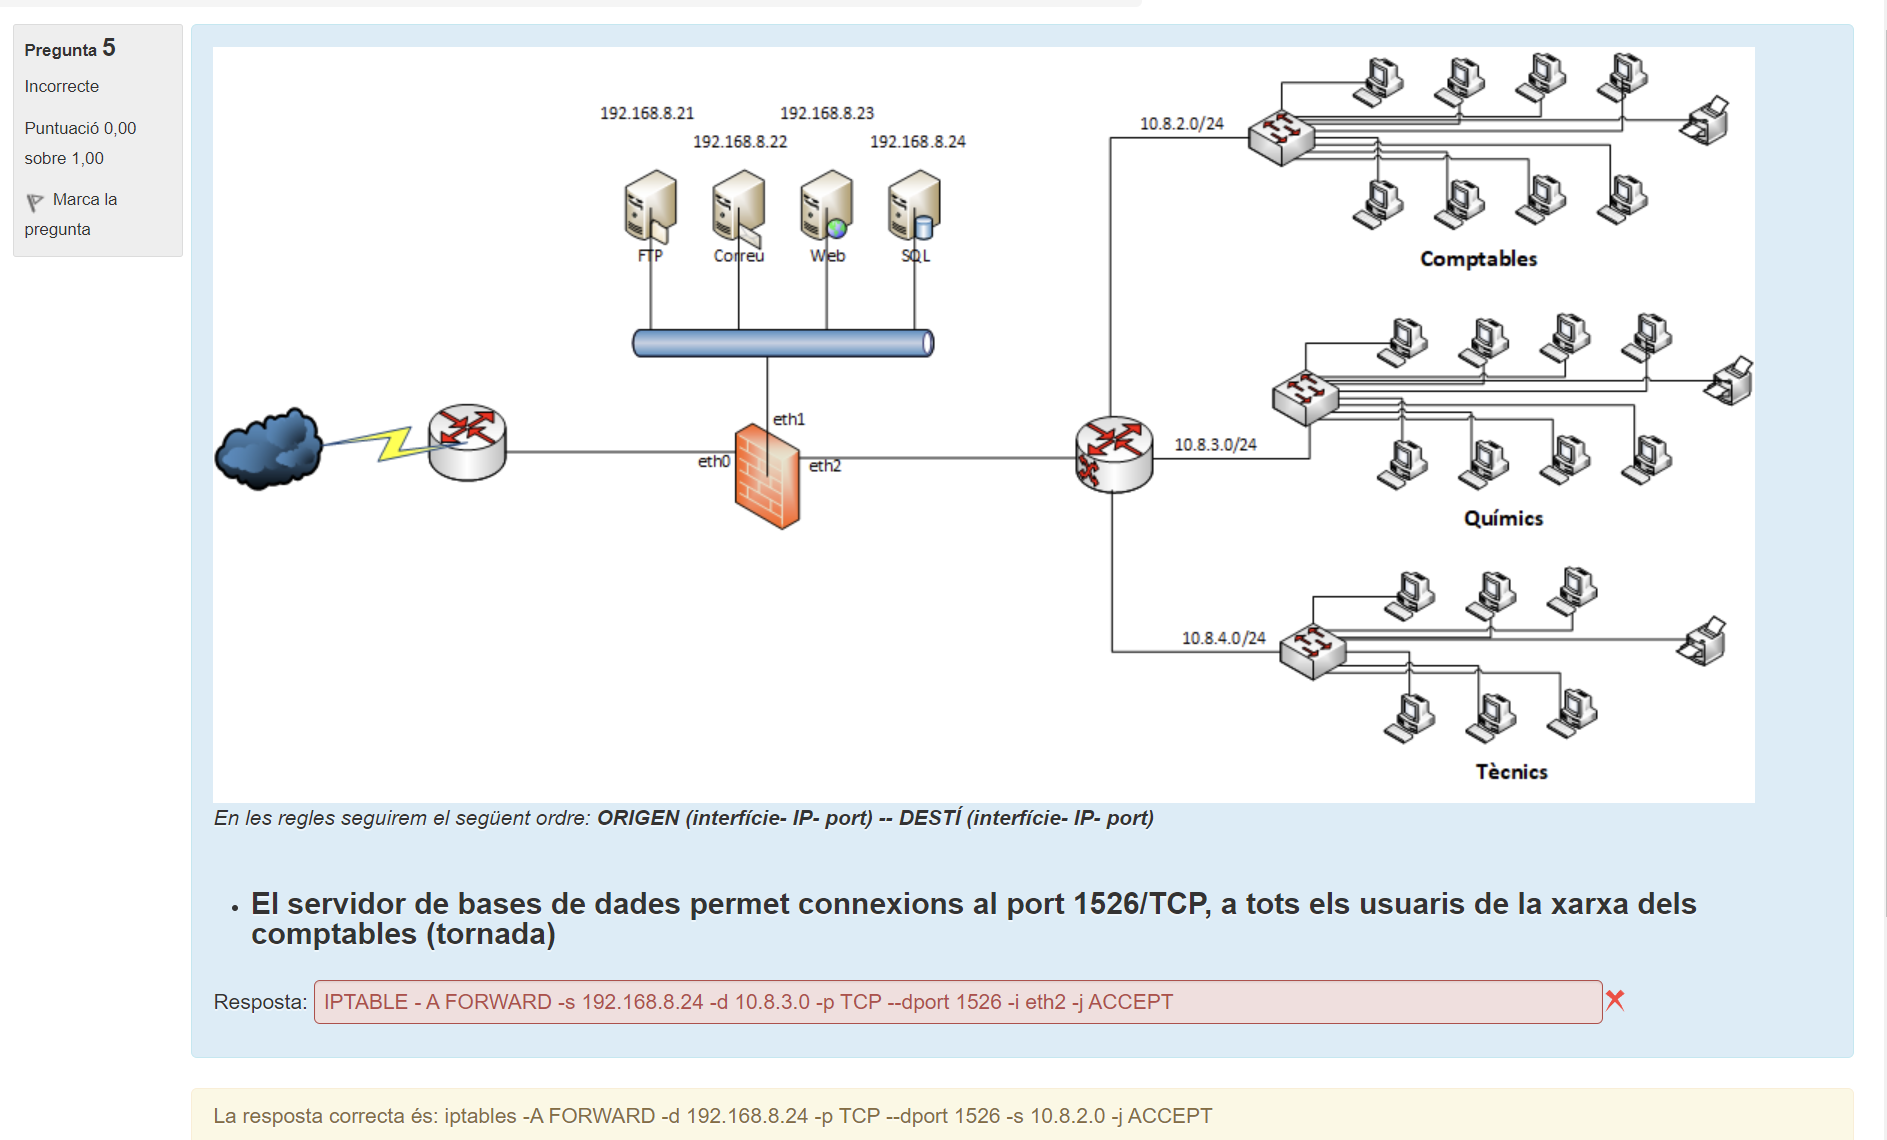 Pregunta 5
Incorrecte
Puntuació 0,00
sobre 1,00
Marca la
pregunta
192.168.8.21
192.168.8.23
192.168.8.22
192.168.8.24
FTP
Correu
Web
SQL
eth1
eth0
eth2
10.8.2.0/24
Comptables
10.8.3.0/24
Químics
10.8.4.0/24
Tècnics
En les regles seguirem el següent ordre: ORIGEN (interfície- IP- port) -- DESTÍ (interfície- IP- port)
El servidor de bases de dades permet connexions al port 1526/TCP, a tots els usuaris de la xarxa dels
comptables (tornada)
Resposta: IPTABLE - A FORWARD -s 192.168.8.24 -d 10.8.3.0 -p TCP --dport 1526 -i eth2 -j ACCEPT
La resposta correcta és: iptables -A FORWARD -d 192.168.8.24 -p TCP --dport 1526 -s 10.8.2.0 -j ACCEPT